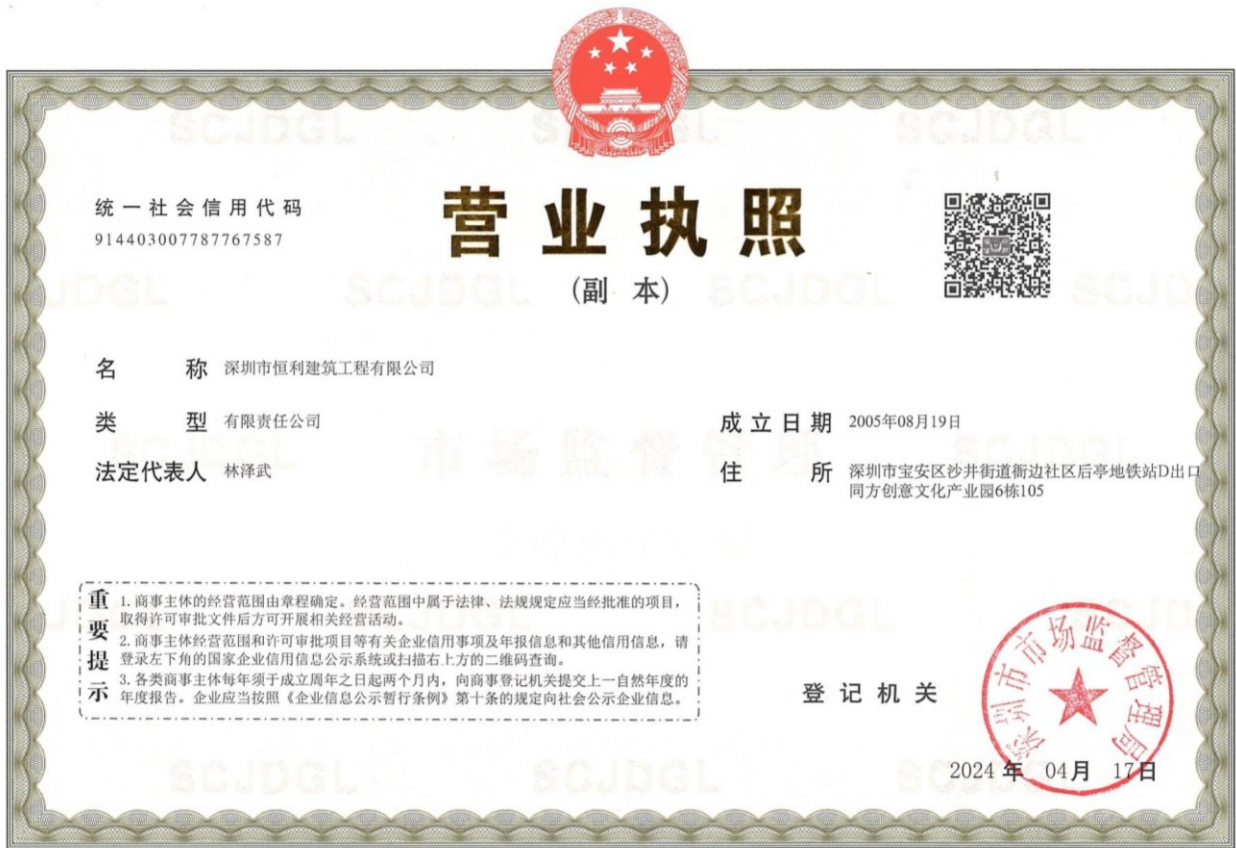 统一社会信用代码
914403007787767587
营业执照
(副 本)
名 称 深圳市恒利建筑工程有限公司
类 型 有限责任公司
成立日期 2005年08月19日
法定代表人 林泽武
住 所 深圳市宝安区沙井街道衙边社区后亭地铁站D出口
同方创意文化产业园6栋105
重要提示
1. 商事主体的经营范围由章程确定。经营范围中属于法律、法规规定应当经批准的项目，
取得许可审批文件后方可开展相关经营活动。
2. 商事主体经营范围和许可审批项目等有关企业信用事项及年报信息和其他信用信息，请
登录左下角的国家企业信用信息公示系统或扫描右上方的二维码查询。
3. 各类商事主体每年须于成立周年之日起两个月内，向商事登记机关提交上一自然年度的
年度报告。企业应当按照《企业信息公示暂行条例》第十条的规定向社会公示企业信息。
登记机关
深圳市市场监督管理局
2024 年 04月 17日
SCJDGL
市场监督管理